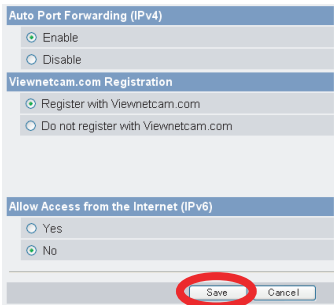 Auto Port Forwarding (IPv4)
Enable
Disable
Viewnetcam.com Registration
Register with Viewnetcam.com
Do not register with Viewnetcam.com
Allow Access from the Internet (IPv6)
Yes
No
Save Cancel